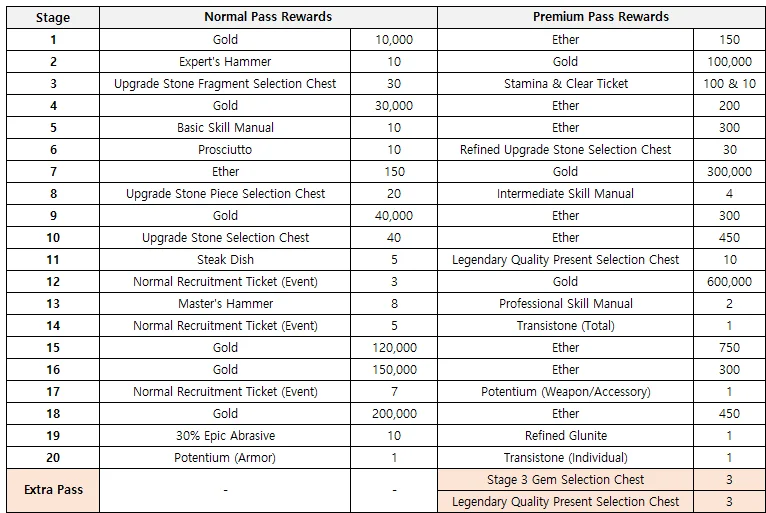 Stage Normal Pass Rewards Premium Pass Rewards
1 Gold 10,000 Ether 150
2 Expert's Hammer 10 Gold 100,000
3 Upgrade Stone Fragment Selection Chest 30 Stamina & Clear Ticket 100 & 10
4 Gold 30,000 Ether 200
5 Basic Skill Manual 10 Ether 300
6 Prosciutto 10 Refined Upgrade Stone Selection Chest 30
7 Ether 150 Gold 300,000
8 Upgrade Stone Piece Selection Chest 20 Intermediate Skill Manual 4
9 Gold 40,000 Ether 300
10 Upgrade Stone Selection Chest 40 Ether 450
11 Steak Dish 5 Legendary Quality Present Selection Chest 10
12 Normal Recruitment Ticket (Event) 3 Gold 600,000
13 Master's Hammer 8 Professional Skill Manual 2
14 Normal Recruitment Ticket (Event) 5 Transistone (Total) 1
15 Gold 120,000 Ether 750
16 Gold 150,000 Ether 300
17 Normal Recruitment Ticket (Event) 7 Potentium (Weapon/Accessory) 1
18 Gold 200,000 Ether 450
19 30% Epic Abrasive 10 Refined Glunite 1
20 Potentium (Armor) 1 Transistone (Individual) 1
Extra Pass - - Stage 3 Gem Selection Chest 3
Legendary Quality Present Selection Chest 3